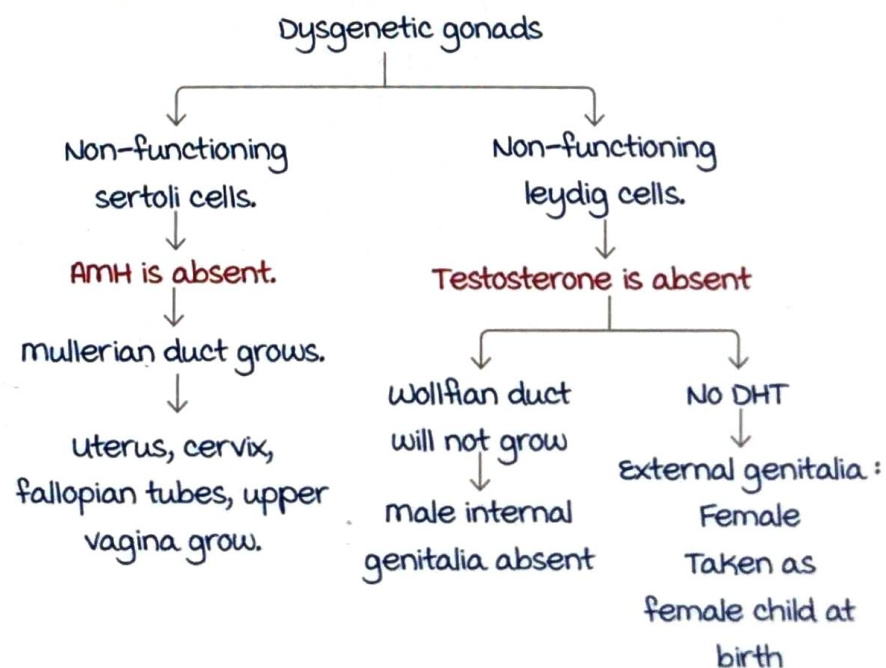 Dysgenetic gonads
Non-functioning
sertoli cells.
AMH is absent.
mullerian duct grows.
uterus, cervix,
fallopian tubes, upper
vagina grow.
Non-functioning
leydig cells.
Testosterone is absent
Wollfian duct
will not grow
male internal
genitalia absent
No DHT
External genitalia :
Female
Taken as
female child at
birth